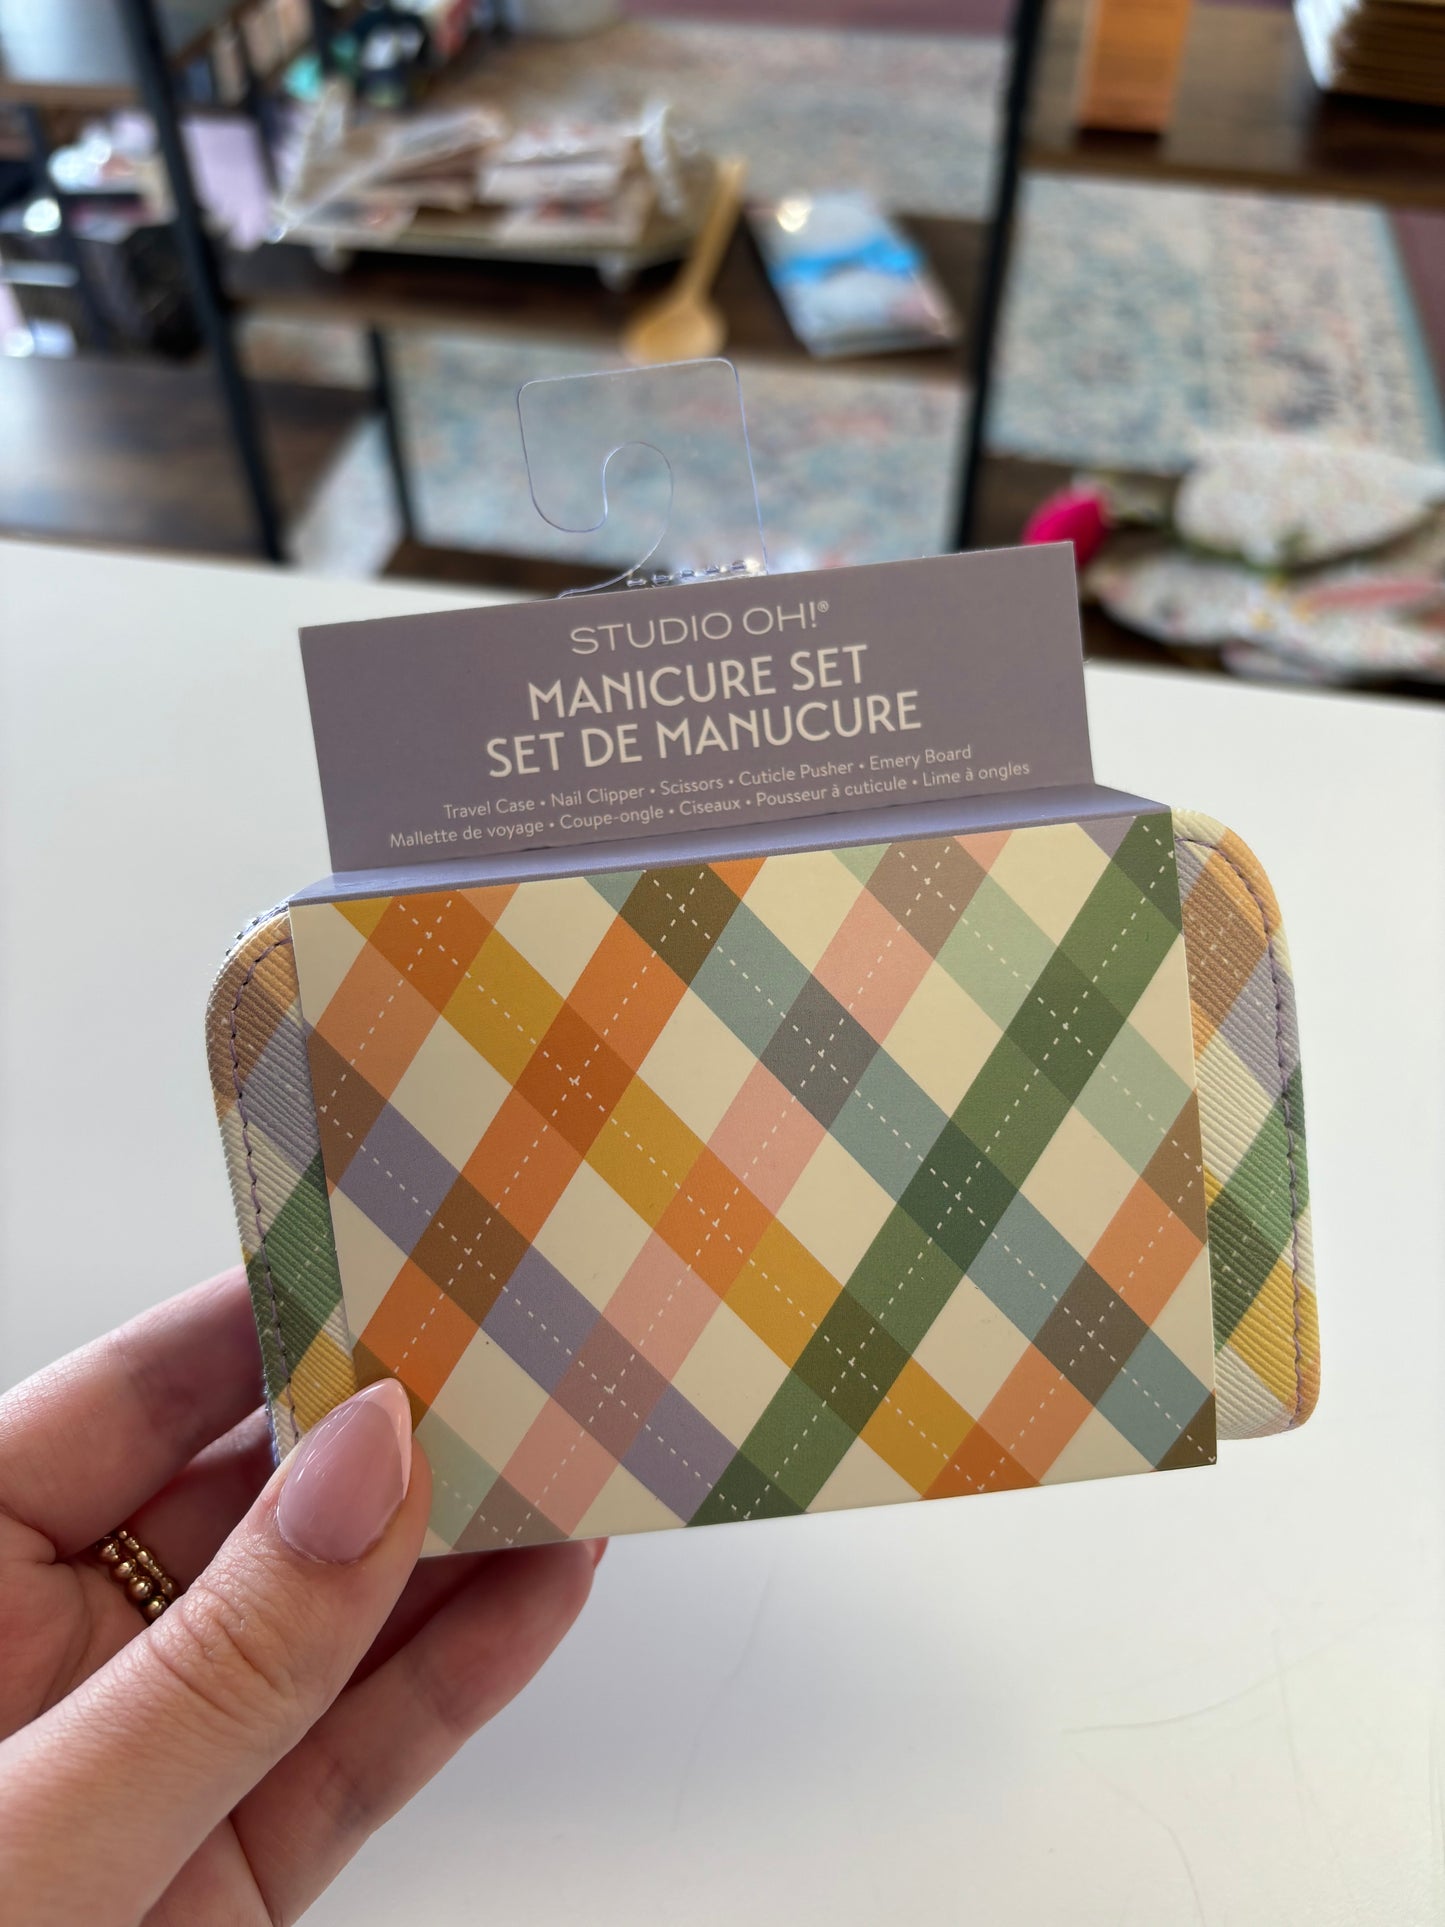 STUDIO OH!®
MANICURE SET
SET DE MANUCURE
Travel Case • Nail Clipper • Scissors • Cuticle Pusher • Emery Board
Mallette de voyage • Coupe-ongle • Ciseaux • Pousseur à cuticule • Lime à ongles